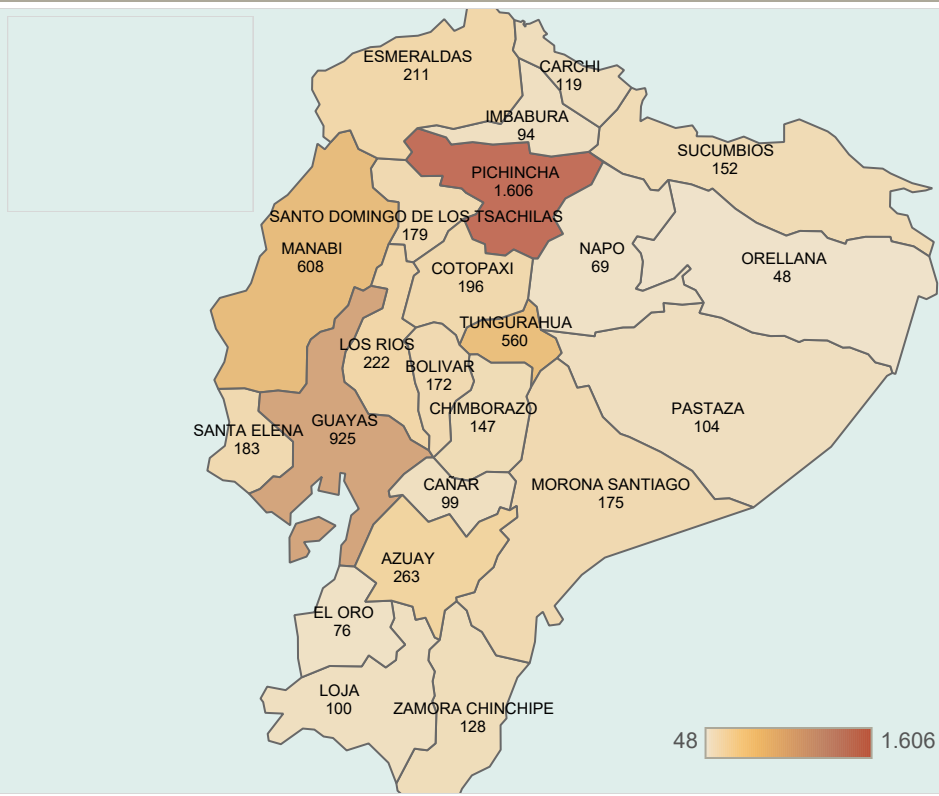 ESMERALDAS
211
CARCHI
119
IMBABURA
94
SUCUMBIOS
152
PICHINCHA
1.606
SANTO DOMINGO DE LOS TSACHILAS
179
MANABI
608
NAPO
69
ORELLANA
48
COTOPAXI
196
TUNGURAHUA
560
LOS RIOS
222
BOLIVAR
172
CHIMBORAZO
147
PASTAZA
104
GUAYAS
925
SANTA ELENA
183
CAÑAR
99
MORONA SANTIAGO
175
AZUAY
263
EL ORO
76
LOJA
100
ZAMORA CHINCHIPE
128
48
1.606